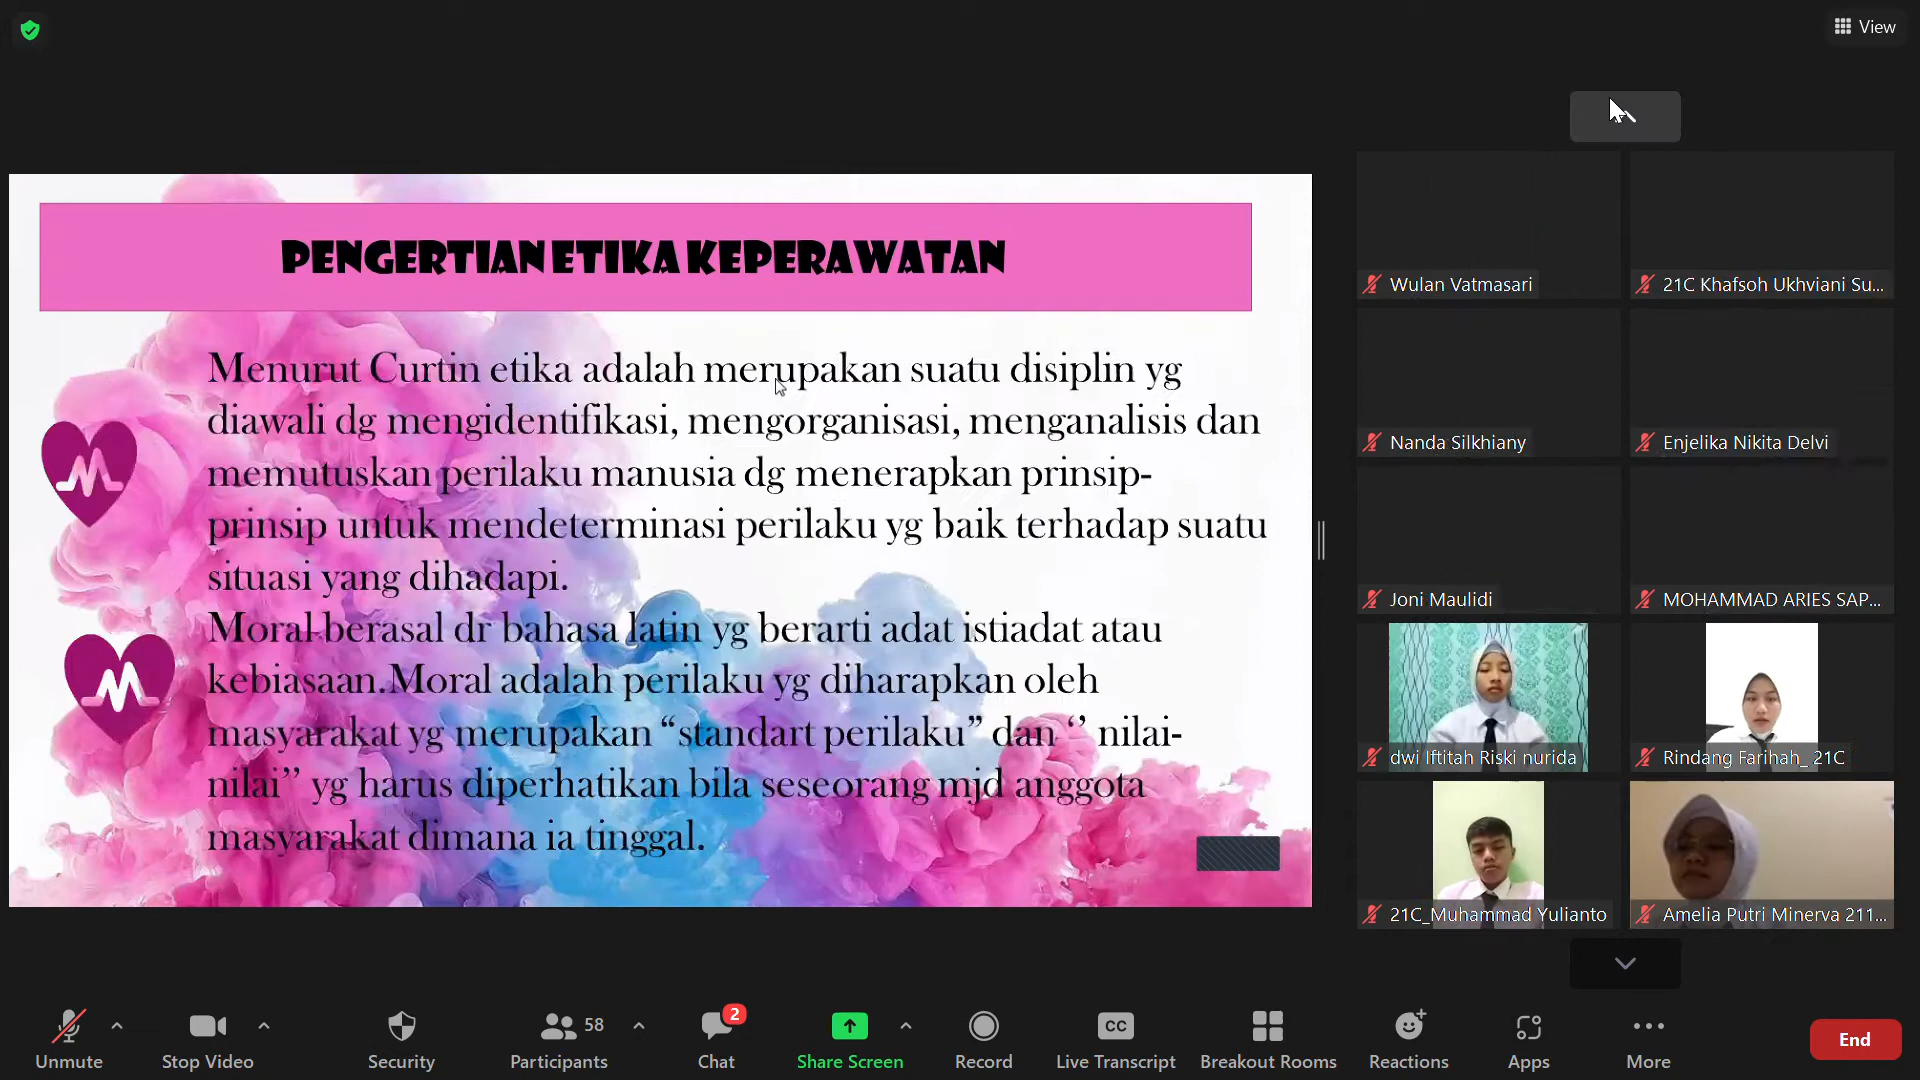 View
PENGERTIAN ETIKA KEPERAWATAN
Menurut Curtin etika adalah merupakan suatu disiplin yg
diawali dg mengidentifikasi, mengorganisasi, menganalisis dan
memutuskan perilaku manusia dg menerapkan prinsip-
prinsip untuk mendeterminasi perilaku yg baik terhadap suatu
situasi yang dihadapi.
Moral berasal dr bahasa latin yg berarti adat istiadat atau
kebiasaan.Moral adalah perilaku yg diharapkan oleh
masyarakat yg merupakan “standart perilaku” dan ‘’ nilai-
nilai’’ yg harus diperhatikan bila seseorang mjd anggota
masyarakat dimana ia tinggal.
Wulan Vatmasari
21C Khafsoh Ukhviani Su...
Nanda Silkhiany
Enjelika Nikita Delvi
Joni Maulidi
MOHAMMAD ARIES SAP...
dwi Iftitah Riski nurida
Rindang Farihah_ 21C
21C_Muhammad Yulianto
Amelia Putri Minerva 211...
Unmute
Stop Video
Security
58
Participants
2
Chat
Share Screen
Record
CC
Live Transcript
Breakout Rooms
Reactions
Apps
More
End